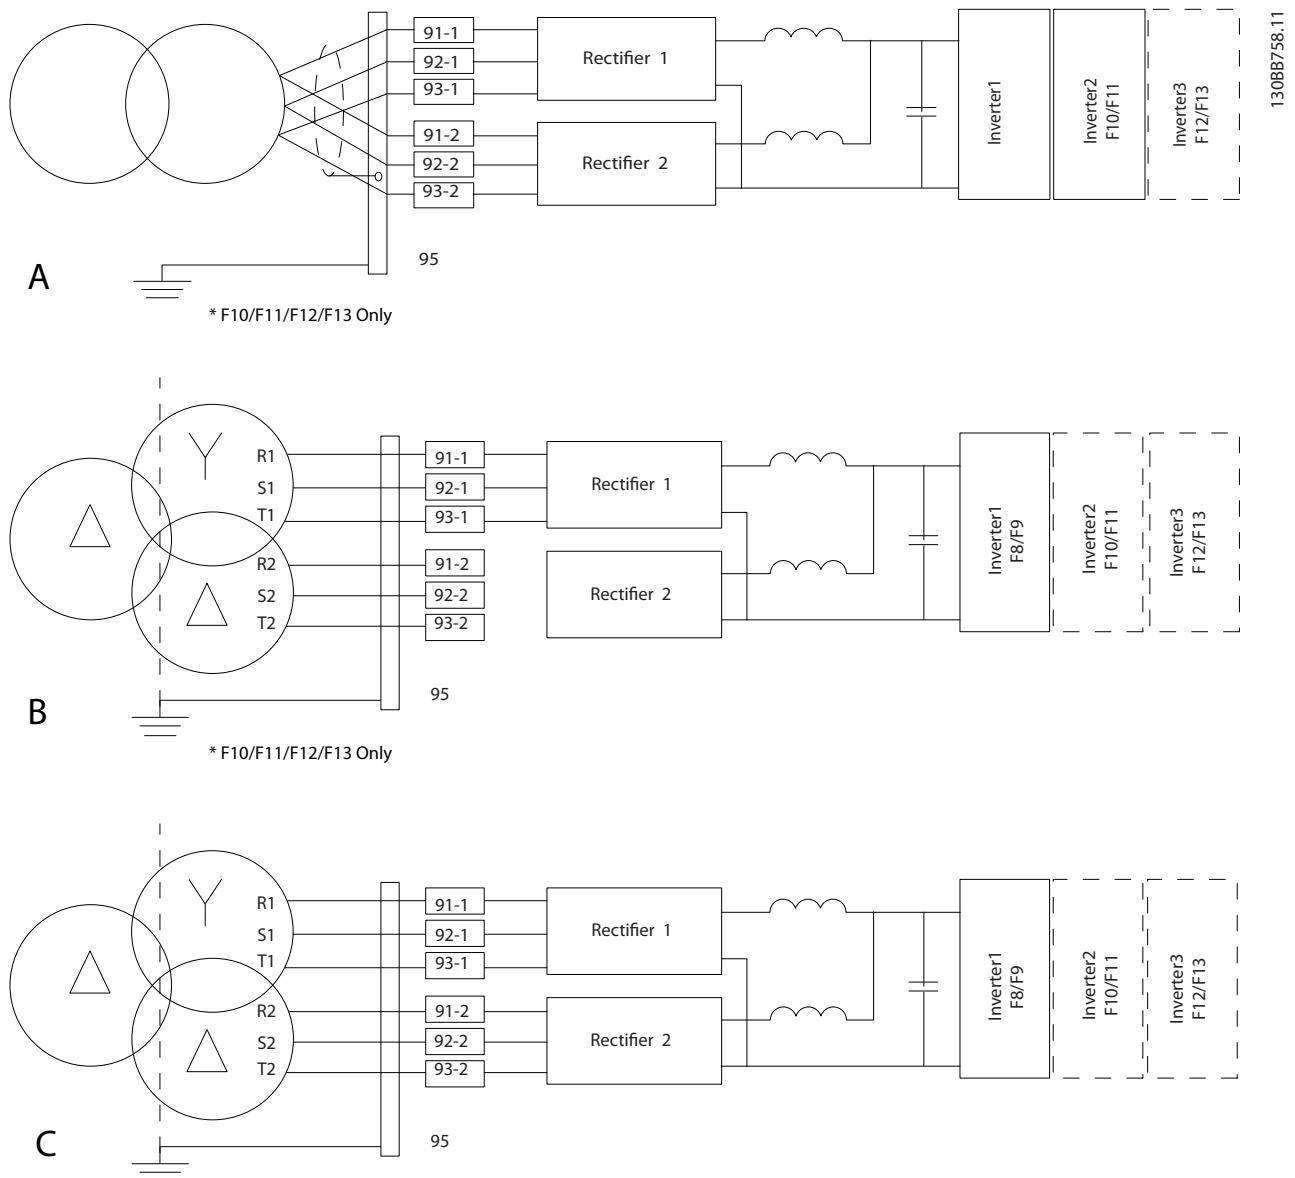 91-1
92-1
93-1
91-2
92-2
93-2
Rectifier 1
Rectifier 2
Inverter1
Inverter2
F10/F11
Inverter3
F12/F13
130BB758.11
95
A
* F10/F11/F12/F13 Only
R1
S1
T1
R2
S2
T2
91-1
92-1
93-1
91-2
92-2
93-2
Rectifier 1
Rectifier 2
Inverter1
F8/F9
Inverter2
F10/F11
Inverter3
F12/F13
95
B
* F10/F11/F12/F13 Only
R1
S1
T1
R2
S2
T2
91-1
92-1
93-1
91-2
92-2
93-2
Rectifier 1
Rectifier 2
Inverter1
F8/F9
Inverter2
F10/F11
Inverter3
F12/F13
95
C